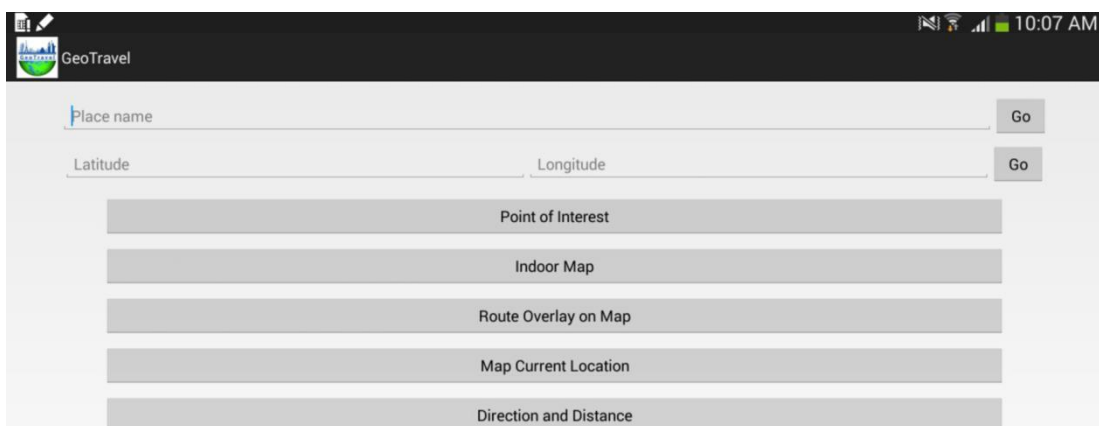 10:07 AM
GeoTravel
Place name
Go
Latitude
Longitude
Go
Point of Interest
Indoor Map
Route Overlay on Map
Map Current Location
Direction and Distance